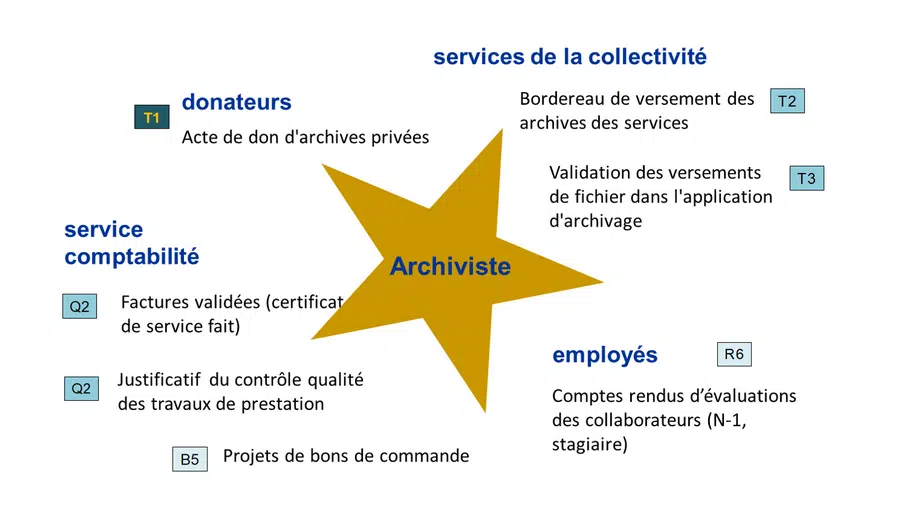 services de la collectivité
donateurs
T1
Acte de don d'archives privées
Bordereau de versement des
archives des services
T2
Validation des versements
de fichier dans l'application
d'archivage
T3
service
comptabilité
Archiviste
Q2
Factures validées (certificat
de service fait)
Q2
Justificatif du contrôle qualité
des travaux de prestation
B5
Projets de bons de commande
employés
R6
Comptes rendus d’évaluations
des collaborateurs (N-1,
stagiaire)